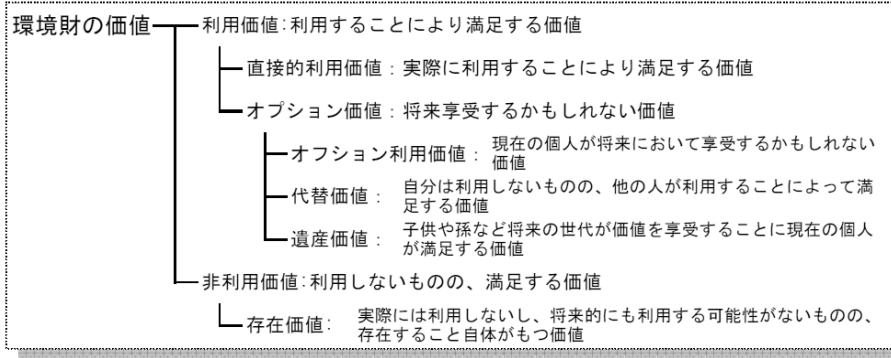 環境財の価値 利用価値:利用することにより満足する価値
直接的利用価値：実際に利用することにより満足する価値
オプション価値：将来享受するかもしれない価値
オフション利用価値： 現在の個人が将来において享受するかもしれない
価値
代替価値： 自分は利用しないものの、他の人が利用することによって満
足する価値
遺産価値： 子供や孫など将来の世代が価値を享受することに現在の個人
が満足する価値
非利用価値:利用しないものの、満足する価値
存在価値： 実際には利用しないし、将来的にも利用する可能性がないものの、
存在すること自体がもつ価値